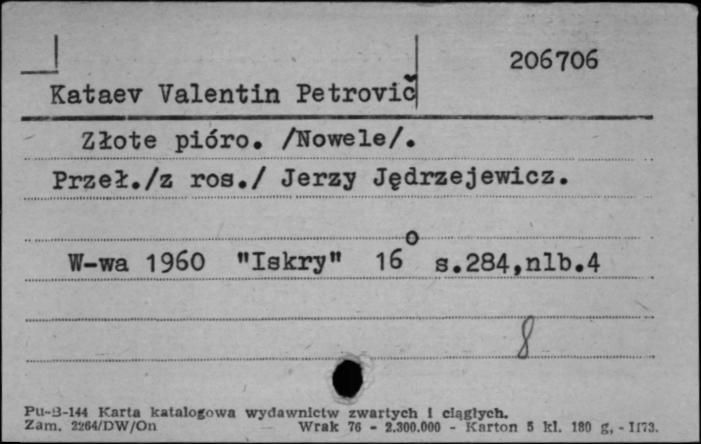 206706
Kataev Valentin Petrovič
Złote pióro. /Nowele/.
Przeł./z ros./ Jerzy Jędrzejewicz.
W-wa 1960 "Iskry" 16° s.284,nlb.4
8
Pu-B-144 Karta katalogowa wydawnictw zwartych i ciągłych.
Zam. 2264/DW/On Wrak 76 - 2.300.000 - Karton 5 kl. 180 g. - II73.